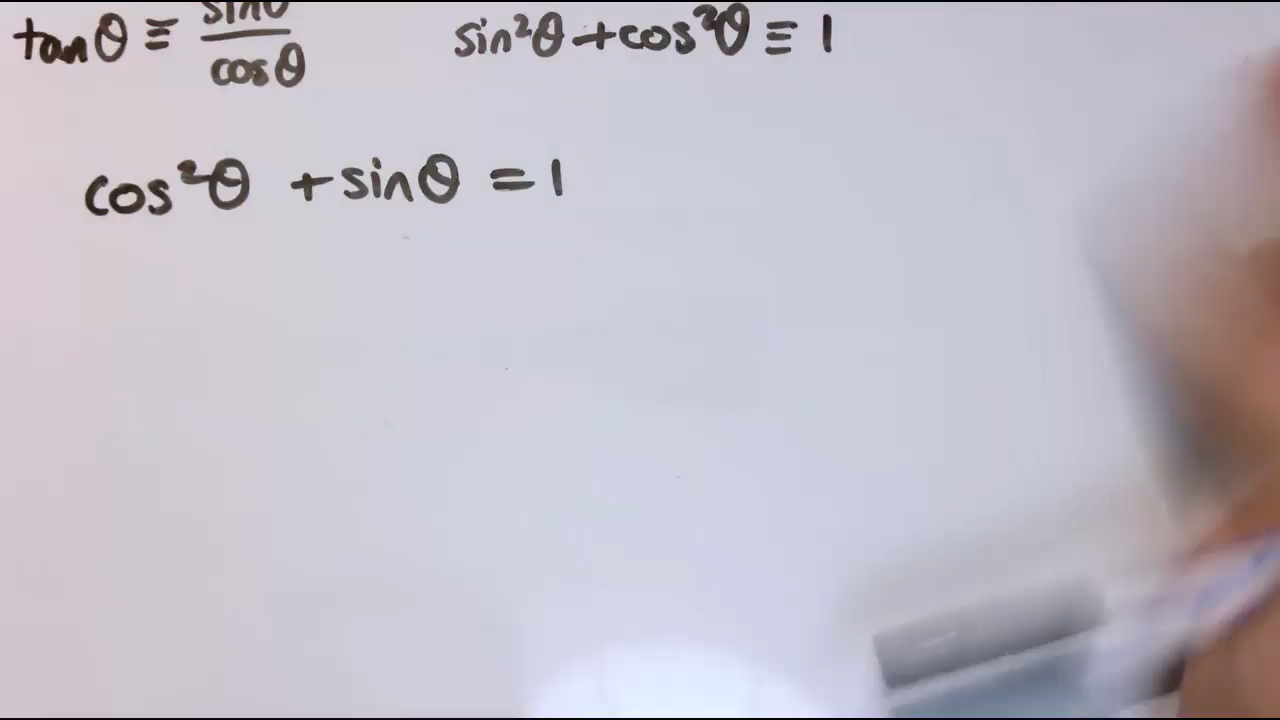 tanθ ≡ sinθ/cosθ sin²θ + cos²θ ≡ 1
cos²θ + sinθ = 1